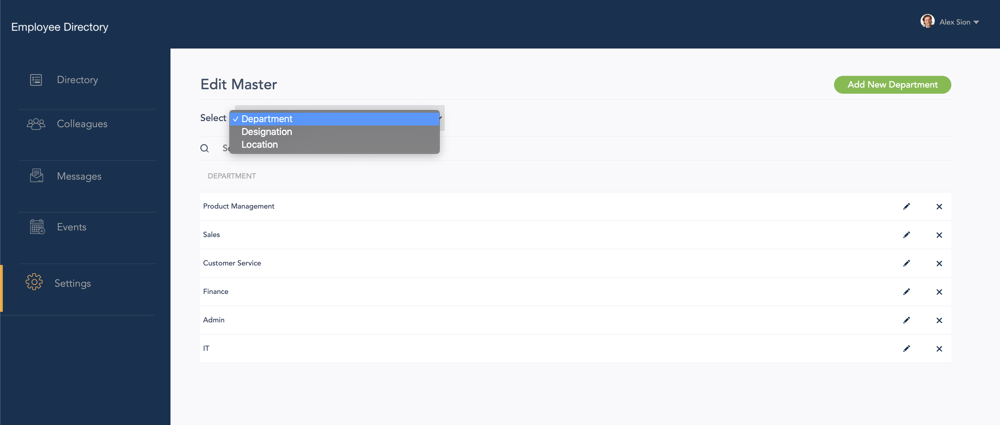 Employee Directory
Alex Sion
Directory
Colleagues
Messages
Events
Settings
Edit Master
Add New Department
Select
Department
Designation
Location
DEPARTMENT
Product Management
Sales
Customer Service
Finance
Admin
IT